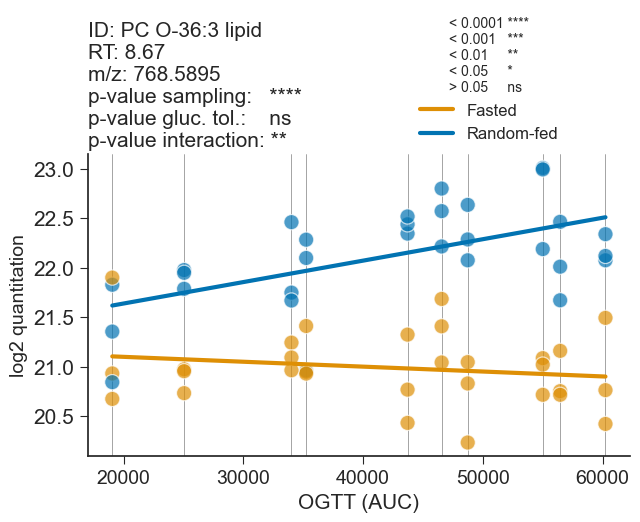 ID: PC O-36:3 lipid
RT: 8.67
m/z: 768.5895
p-value sampling: ****
p-value gluc. tol.: ns
p-value interaction: **
< 0.0001 ****
< 0.001 ***
< 0.01 **
< 0.05 *
> 0.05 ns
Fasted
Random-fed
23.0
22.5
22.0
21.5
21.0
20.5
log2 quantitation
20000 30000 40000 50000 60000
OGTT (AUC)